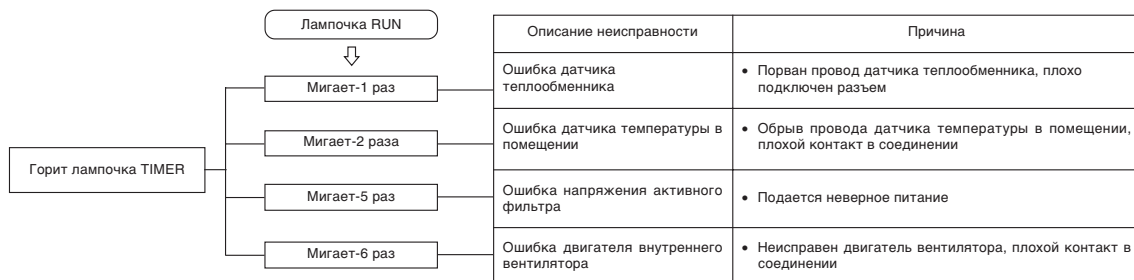 Лампочка RUN
Описание неисправности
Причина
Горит лампочка TIMER
Мигает-1 раз
Ошибка датчика
теплообменника
• Порван провод датчика теплообменника, плохо
подключен разъем
Мигает-2 раза
Ошибка датчика температуры в
помещении
• Обрыв провода датчика температуры в помещении,
плохой контакт в соединении
Мигает-5 раз
Ошибка напряжения активного
фильтра
• Подается неверное питание
Мигает-6 раз
Ошибка двигателя внутреннего
вентилятора
• Неисправен двигатель вентилятора, плохой контакт в
соединении